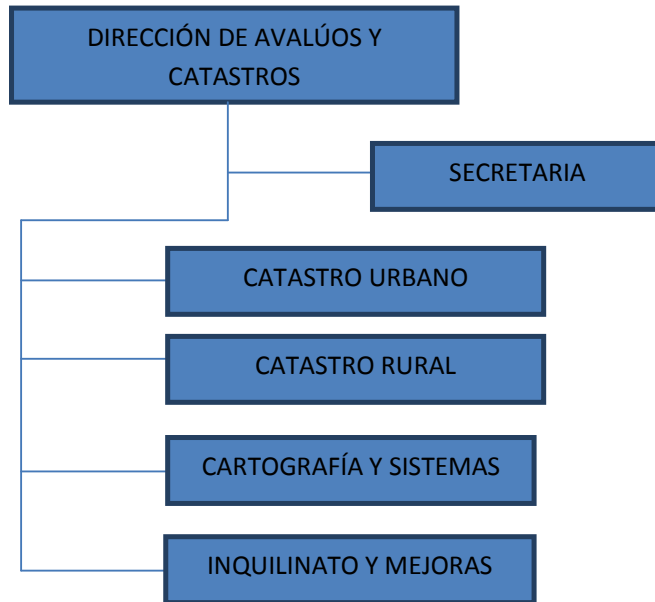 DIRECCIÓN DE AVALÚOS Y
CATASTROS
SECRETARIA
CATASTRO URBANO
CATASTRO RURAL
CARTOGRAFÍA Y SISTEMAS
INQUILINATO Y MEJORAS